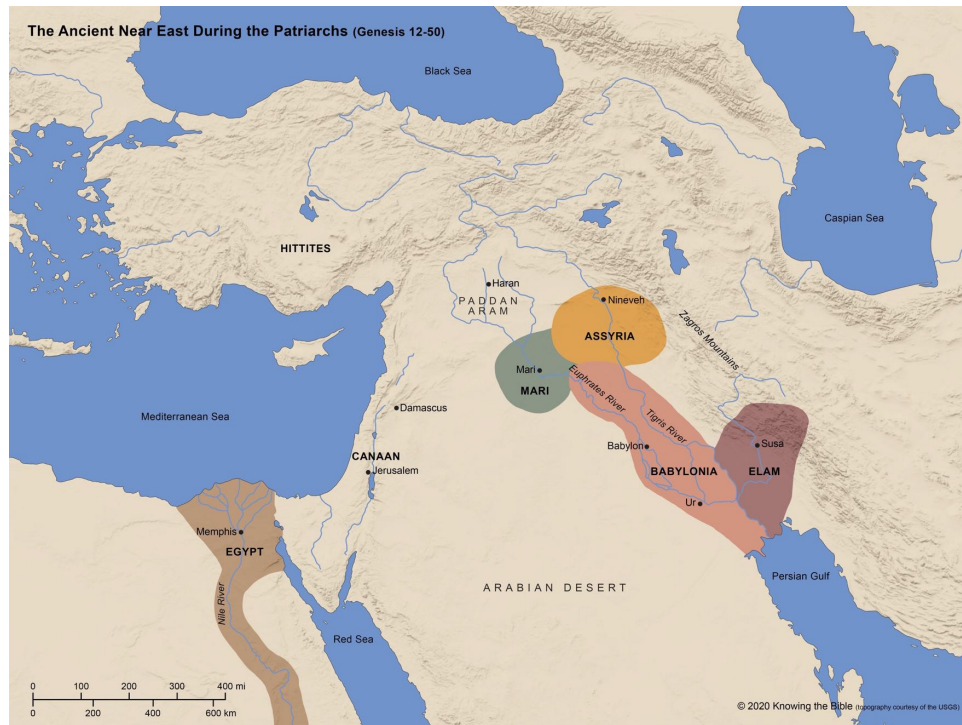 The Ancient Near East During the Patriarchs (Genesis 12-50)
Black Sea
Caspian Sea
HITTITES
Haran
PADDAN
ARAM
Nineveh
ASSYRIA
Zagros Mountains
Mari
MARI
Euphrates River
Tigris River
Mediterranean Sea
Damascus
CANAAN
Jerusalem
Babylon
BABYLONIA
Susa
ELAM
Ur
Memphis
EGYPT
Nile River
Persian Gulf
ARABIAN DESERT
Red Sea
0 100 200 300 400 mi
0 200 400 600 km
© 2020 Knowing the Bible (topography courtesy of the USGS)